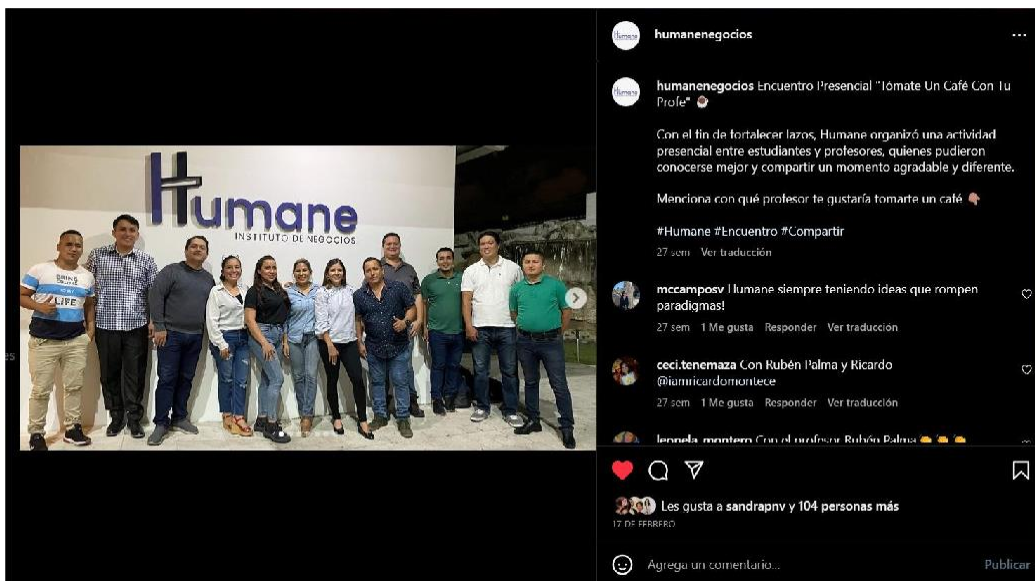 humanenegocios
humanenegocios Encuentro Presencial "Tómate Un Café Con Tu
Profe"
Con el fin de fortalecer lazos, Humane organizó una actividad
presencial entre estudiantes y profesores, quienes pudieron
conocerse mejor y compartir un momento agradable y diferente.
Menciona con qué profesor te gustaría tomarte un café
#Humane #Encuentro #Compartir
27 sem Ver traducción
Humane
INSTITUTO DE NEGOCIOS
LIFE
mccamposv Humane siempre teniendo ideas que rompen
paradigmas!
27 sem 1 Me gusta Responder Ver traducción
ceci.tenemaza Con Rubén Palma y Ricardo
@iamricardomontece
27 sem 1 Me gusta Responder Ver traducción
Con el profesor Rubén Palma
Les gusta a sandrapnv y 104 personas más
17 DE FEBRERO
Agrega un comentario...
Publicar